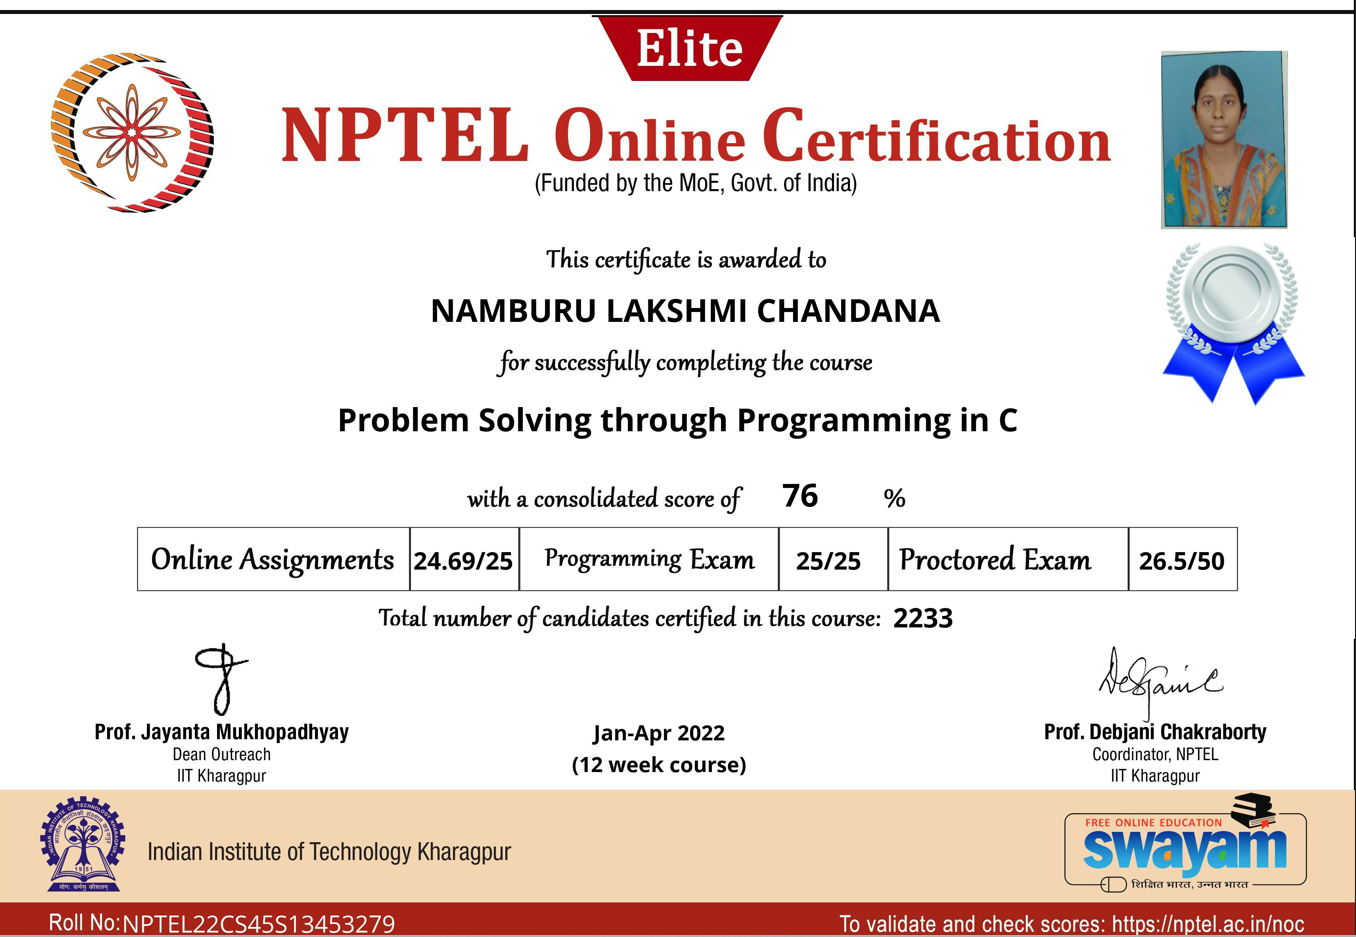 Elite
NPTEL Online Certification
(Funded by the MoE, Govt. of India)
This certificate is awarded to
NAMBURU LAKSHMI CHANDANA
for successfully completing the course
Problem Solving through Programming in C
with a consolidated score of 76 %
Online Assignments 24.69/25 Programming Exam 25/25 Proctored Exam 26.5/50
Total number of candidates certified in this course: 2233
Prof. Jayanta Mukhopadhyay
Dean Outreach
IIT Kharagpur
Jan-Apr 2022
(12 week course)
Prof. Debjani Chakraborty
Coordinator, NPTEL
IIT Kharagpur
1951
योगः कर्मसु कौशलम्
Indian Institute of Technology Kharagpur
FREE ONLINE EDUCATION
swayam
शिक्षित भारत, उन्नत भारत
Roll No:NPTEL22CS45S13453279
To validate and check scores: https://nptel.ac.in/noc